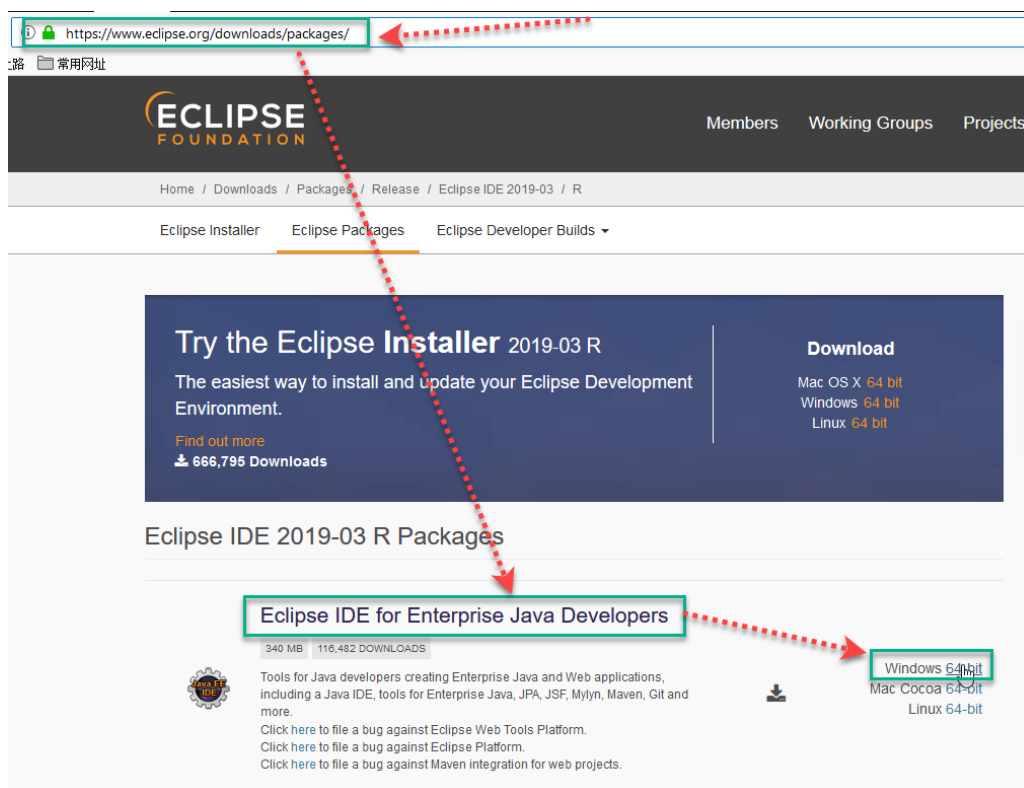 https://www.eclipse.org/downloads/packages/
路 常用网址
ECLIPSE
FOUNDATION
Members Working Groups Projects
Home / Downloads / Packages / Release / Eclipse IDE 2019-03 / R
Eclipse Installer Eclipse Packages Eclipse Developer Builds
Try the Eclipse Installer 2019-03 R
The easiest way to install and update your Eclipse Development
Environment.
Find out more
666,795 Downloads
Download
Mac OS X 64 bit
Windows 64 bit
Linux 64 bit
Eclipse IDE 2019-03 R Packages
Eclipse IDE for Enterprise Java Developers
340 MB 116,482 DOWNLOADS
Java EE
IDE
Tools for Java developers creating Enterprise Java and Web applications,
including a Java IDE, tools for Enterprise Java, JPA, JSF, Mylyn, Maven, Git and
more.
Click here to file a bug against Eclipse Web Tools Platform.
Click here to file a bug against Eclipse Platform.
Click here to file a bug against Maven integration for web projects.
Windows 64-bit
Mac Cocoa 64-bit
Linux 64-bit